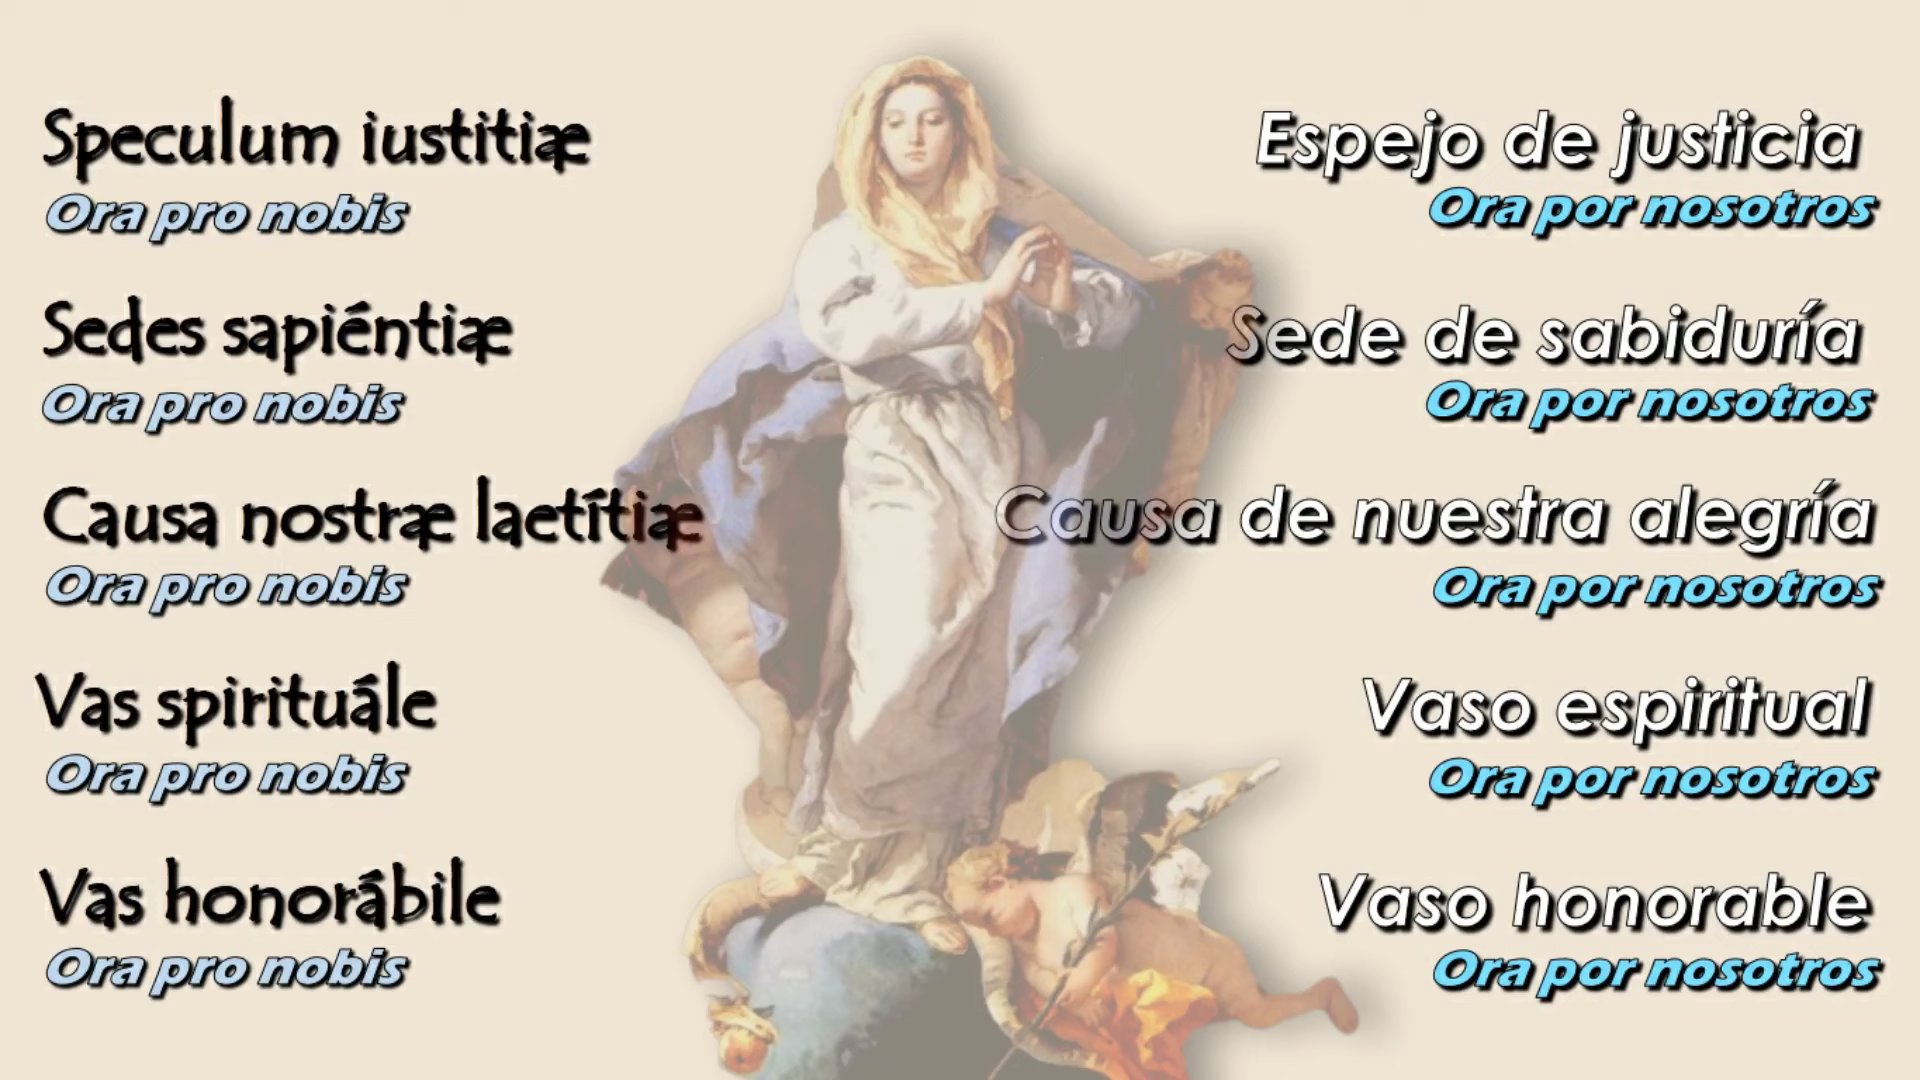 Speculum iustitiæ
Ora pro nobis
Sedes sapiéntiæ
Ora pro nobis
Causa nostræ laetítiæ
Ora pro nobis
Vas spirituále
Ora pro nobis
Vas honorábile
Ora pro nobis
Espejo de justicia
Ora por nosotros
Sede de sabiduría
Ora por nosotros
Causa de nuestra alegría
Ora por nosotros
Vaso espiritual
Ora por nosotros
Vaso honorable
Ora por nosotros